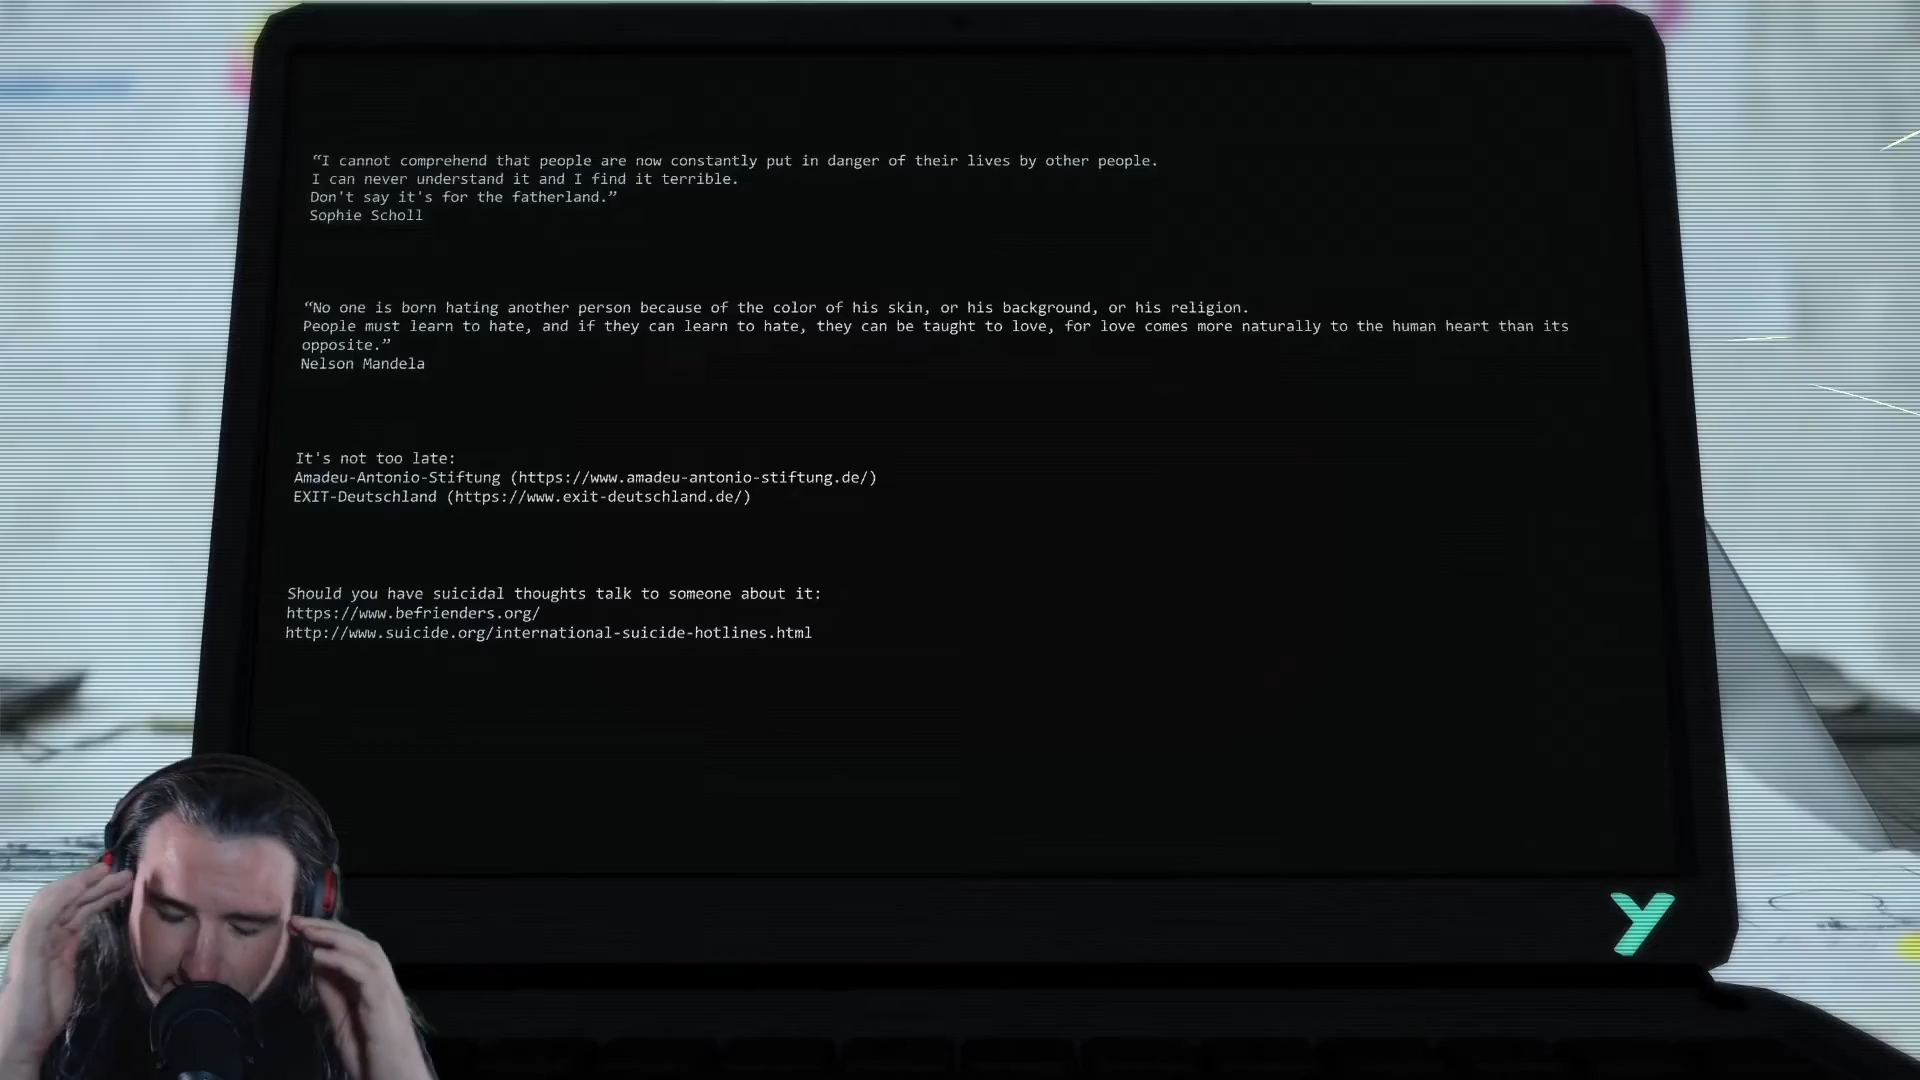 “I cannot comprehend that people are now constantly put in danger of their lives by other people.
I can never understand it and I find it terrible.
Don't say it's for the fatherland.”
Sophie Scholl
“No one is born hating another person because of the color of his skin, or his background, or his religion.
People must learn to hate, and if they can learn to hate, they can be taught to love, for love comes more naturally to the human heart than its
opposite.”
Nelson Mandela
It's not too late:
Amadeu-Antonio-Stiftung (https://www.amadeu-antonio-stiftung.de/)
EXIT-Deutschland (https://www.exit-deutschland.de/)
Should you have suicidal thoughts talk to someone about it:
https://www.befrienders.org/
http://www.suicide.org/international-suicide-hotlines.html
Y